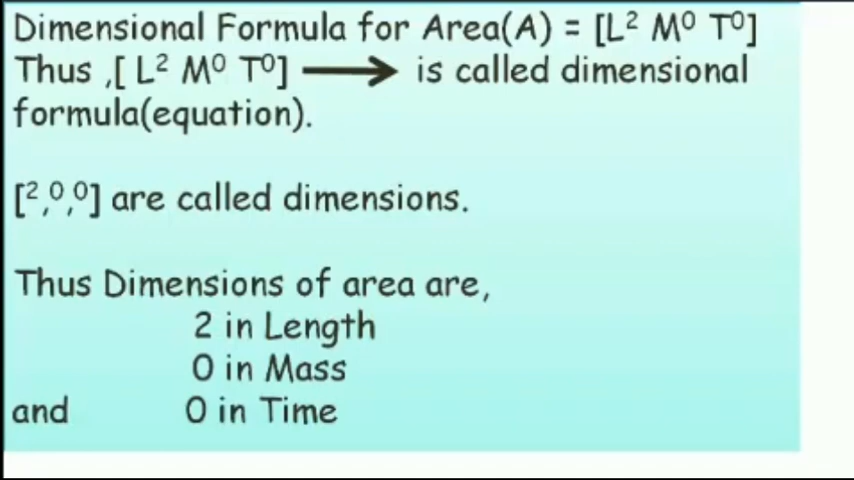 Dimensional Formula for Area(A) = [L² M⁰ T⁰]
Thus ,[ L² M⁰ T⁰] ⟶ is called dimensional
formula(equation).
[²,⁰,⁰] are called dimensions.
Thus Dimensions of area are,
2 in Length
0 in Mass
and 0 in Time